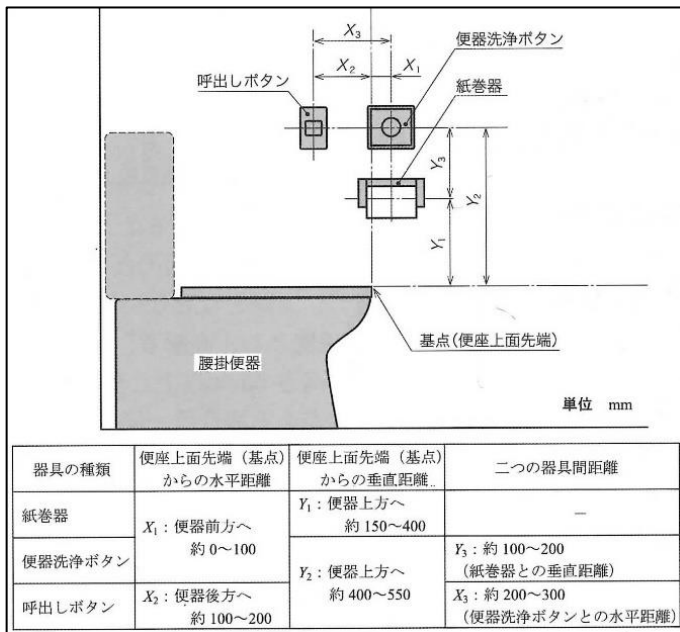 X₃
X₂
X₁
便器洗浄ボタン
呼出しボタン
紙巻器
Y₃
Y₂
Y₁
基点(便座上面先端)
腰掛便器
単位 mm
器具の種類
便座上面先端(基点)
からの水平距離
便座上面先端(基点)
からの垂直距離
二つの器具間距離
紙巻器
X₁:便器前方へ
約0~100
Y₁:便器上方へ
約150~400
−
便器洗浄ボタン
Y₂:便器上方へ
約400~550
Y₃:約100~200
(紙巻器との垂直距離)
呼出しボタン
X₂:便器後方へ
約100~200
X₃:約200~300
(便器洗浄ボタンとの水平距離)